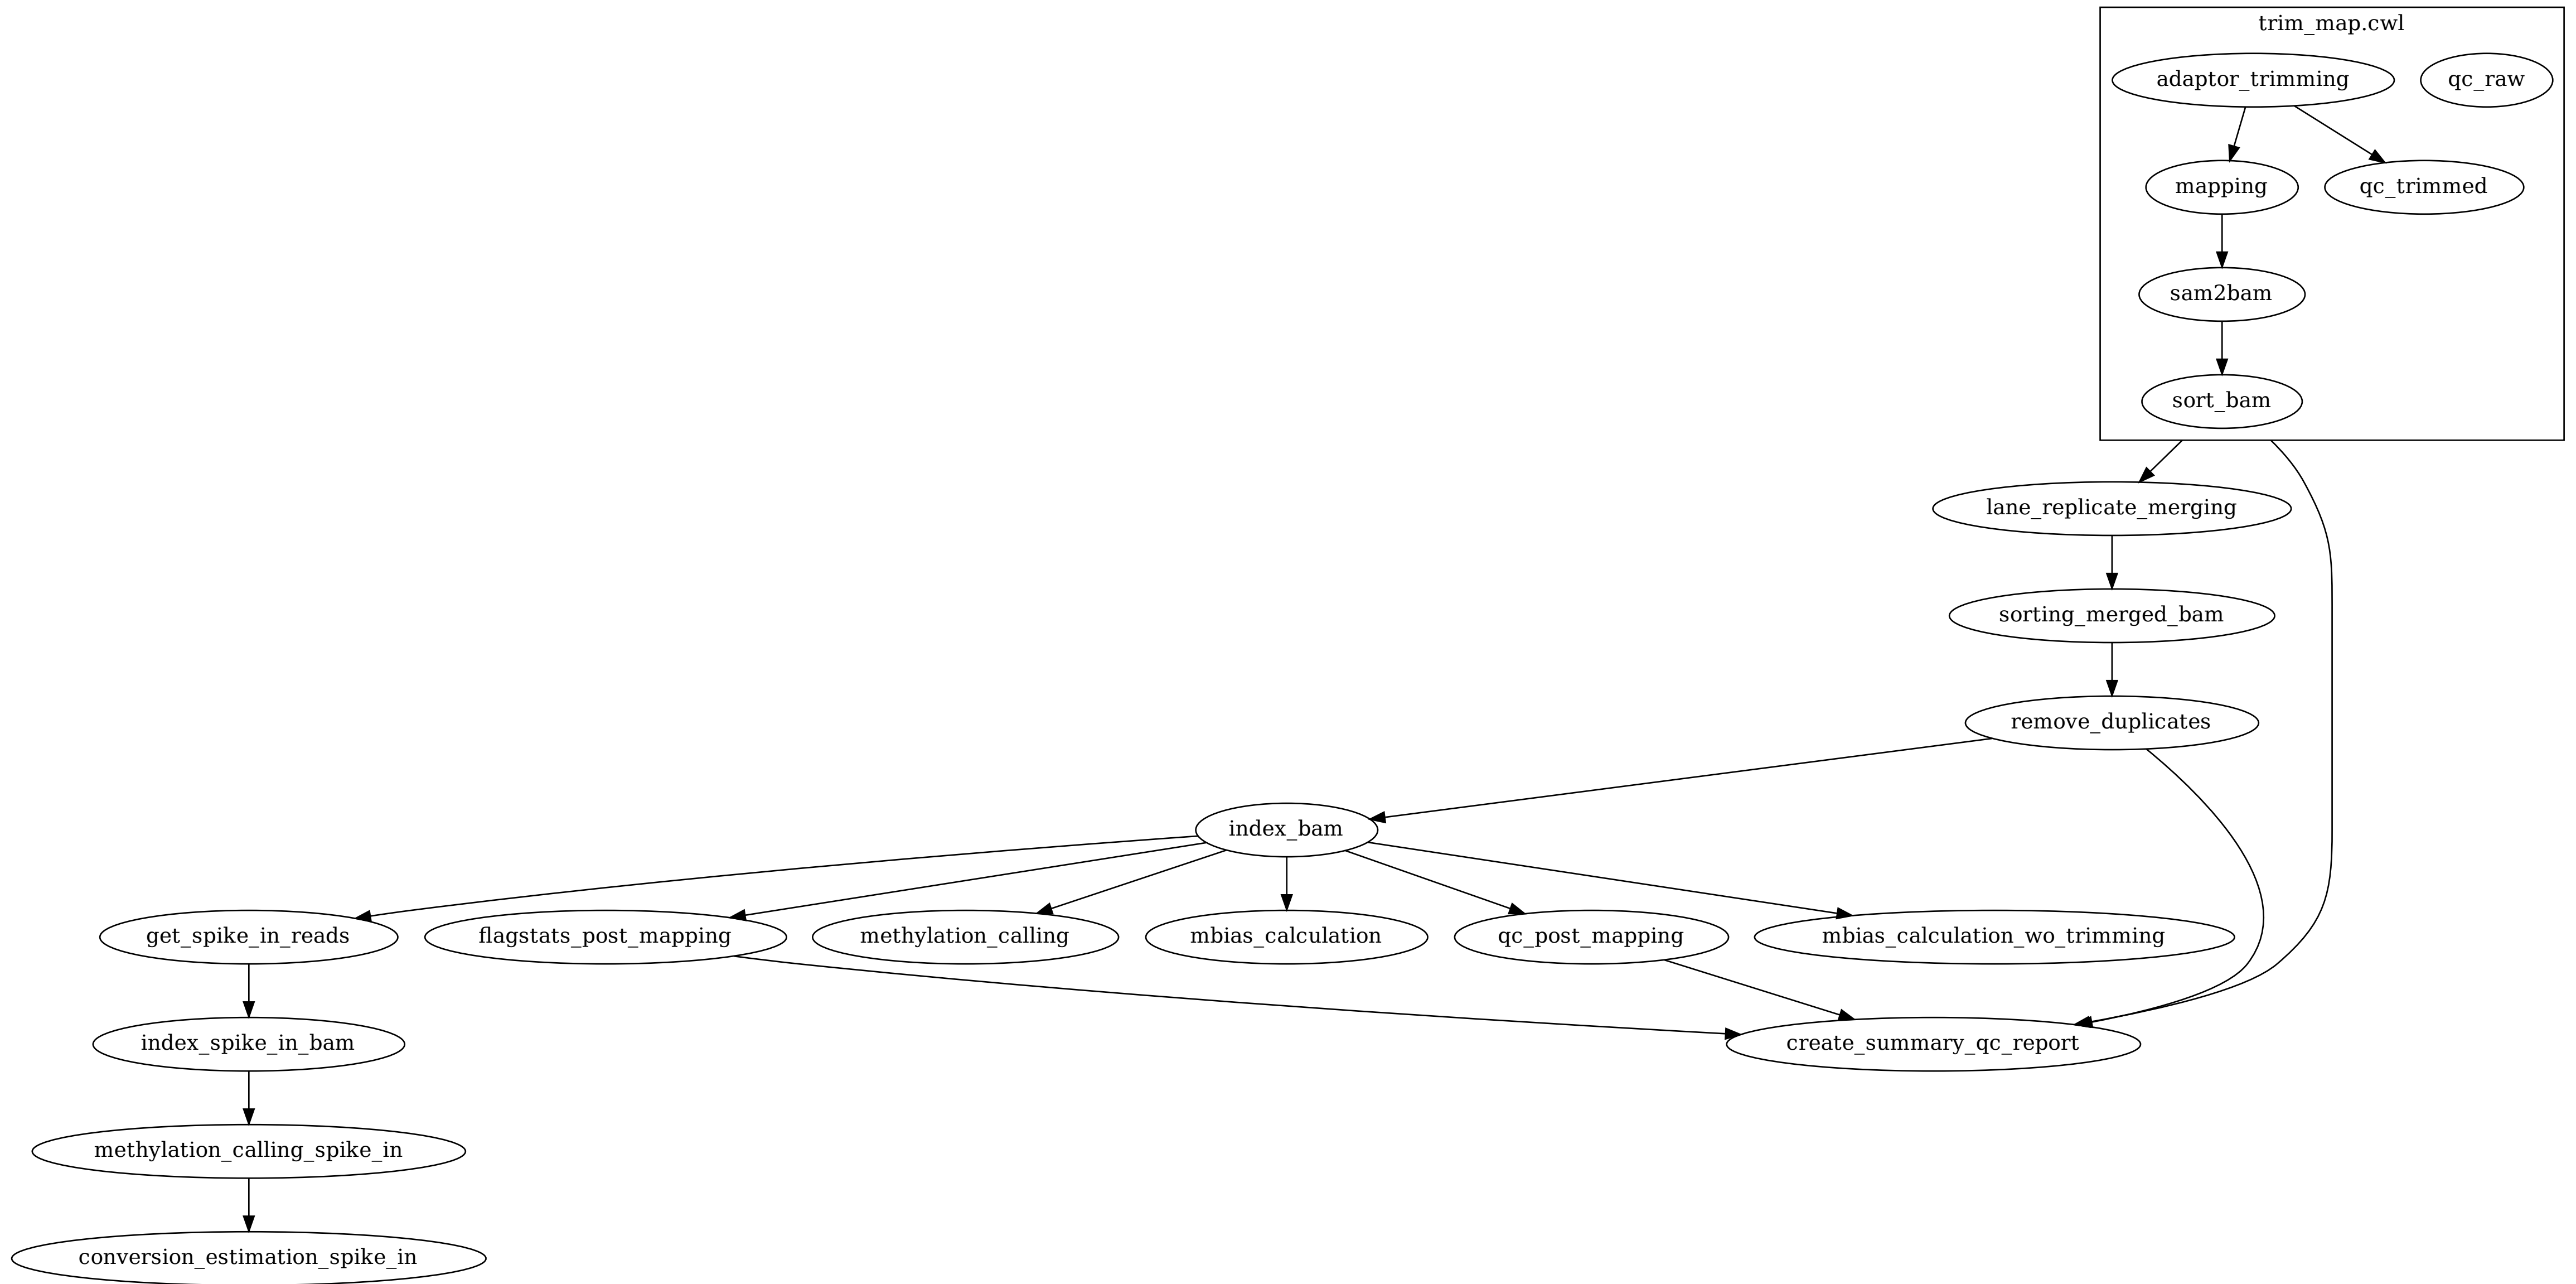 trim_map.cwl
adaptor_trimming
qc_raw
mapping
qc_trimmed
sam2bam
sort_bam
lane_replicate_merging
sorting_merged_bam
remove_duplicates
index_bam
get_spike_in_reads
flagstats_post_mapping
methylation_calling
mbias_calculation
qc_post_mapping
mbias_calculation_wo_trimming
index_spike_in_bam
create_summary_qc_report
methylation_calling_spike_in
conversion_estimation_spike_in